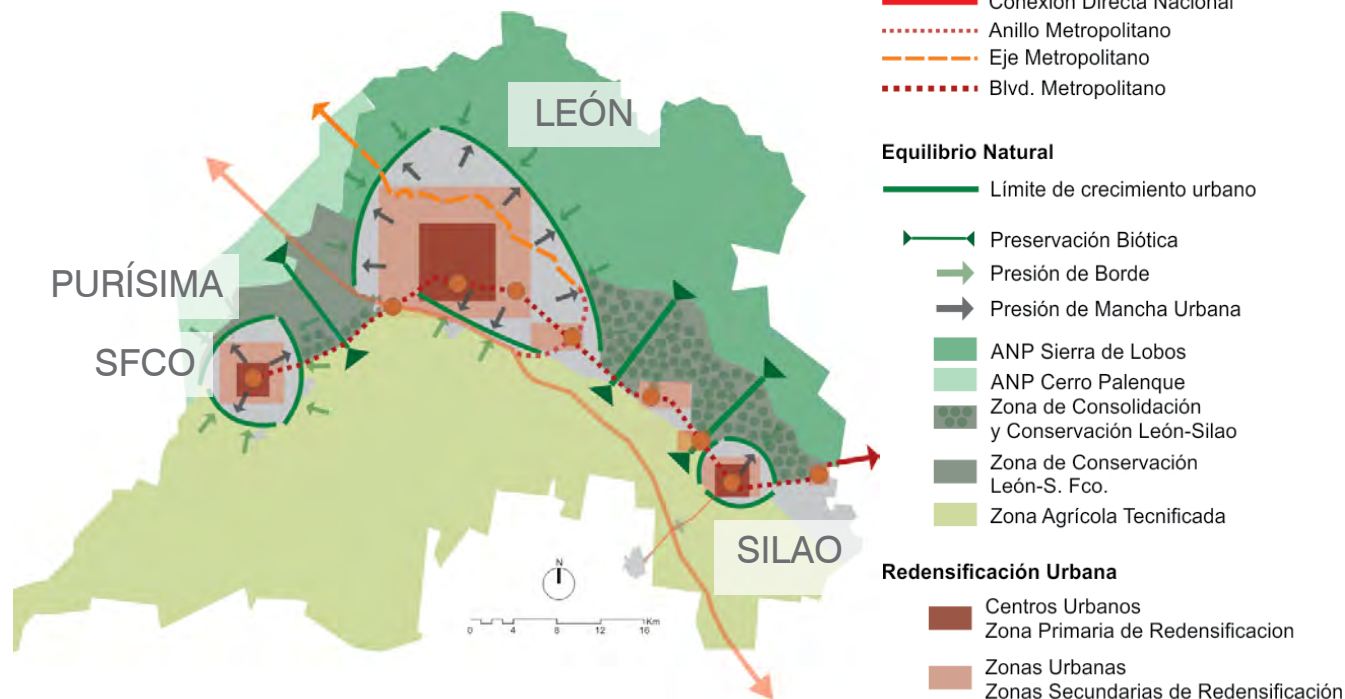 LEÓN
PURÍSIMA
SFCO
SILAO
N
0 4 8 12 16 Km
Conexión Directa Nacional
Anillo Metropolitano
Eje Metropolitano
Blvd. Metropolitano
Equilibrio Natural
Límite de crecimiento urbano
Preservación Biótica
Presión de Borde
Presión de Mancha Urbana
ANP Sierra de Lobos
ANP Cerro Palenque
Zona de Consolidación
y Conservación León-Silao
Zona de Conservación
León-S. Fco.
Zona Agrícola Tecnificada
Redensificación Urbana
Centros Urbanos
Zona Primaria de Redensificacion
Zonas Urbanas
Zonas Secundarias de Redensificación